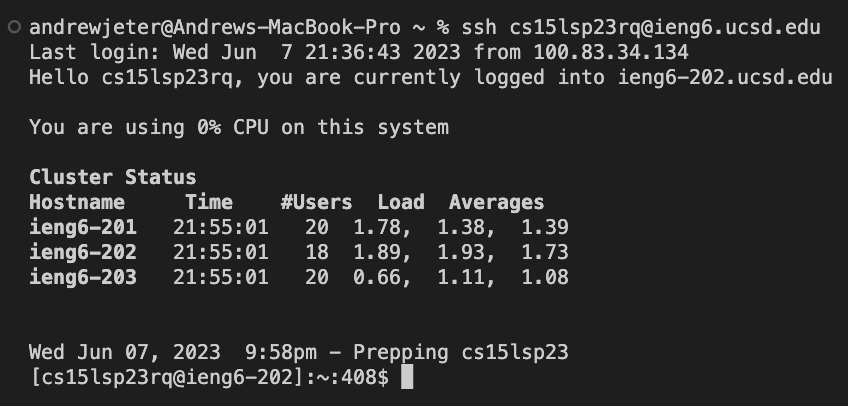 andrewjeter@Andrews-MacBook-Pro ~ % ssh cs15lsp23rq@ieng6.ucsd.edu
Last login: Wed Jun  7 21:36:43 2023 from 100.83.34.134
Hello cs15lsp23rq, you are currently logged into ieng6-202.ucsd.edu
You are using 0% CPU on this system
Cluster Status
Hostname     Time    #Users  Load  Averages
ieng6-201   21:55:01   20  1.78,  1.38,  1.39
ieng6-202   21:55:01   18  1.89,  1.93,  1.73
ieng6-203   21:55:01   20  0.66,  1.11,  1.08
Wed Jun 07, 2023  9:58pm - Prepping cs15lsp23
[cs15lsp23rq@ieng6-202]:~:408$